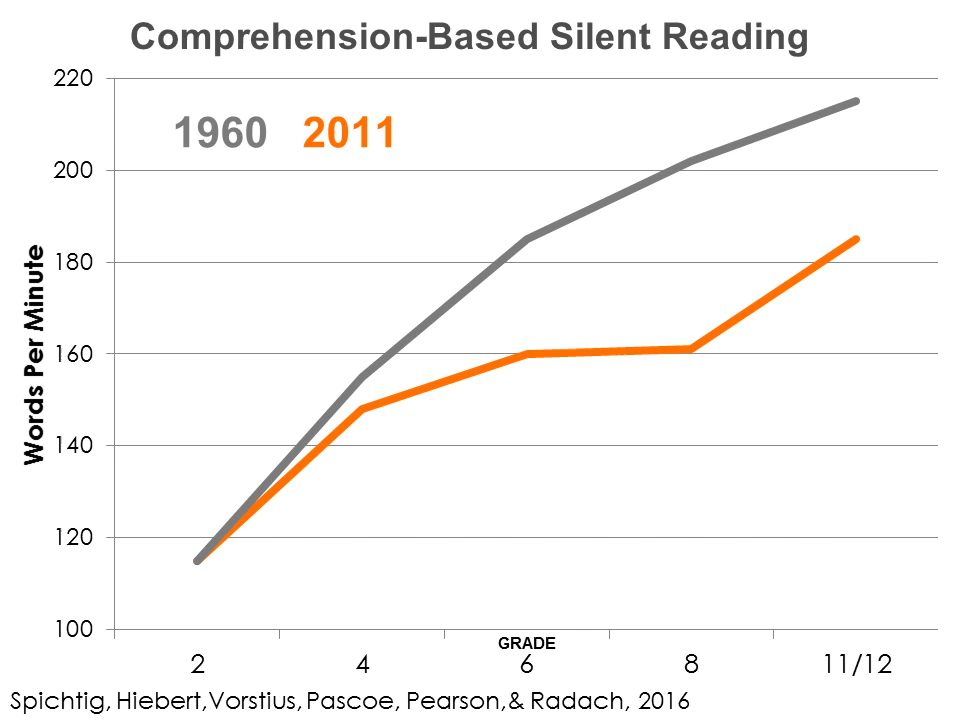 Comprehension-Based Silent Reading
220
1960 2011
200
180
Words Per Minute
160
140
120
100
GRADE
2 4 6 8 11/12
Spichtig, Hiebert,Vorstius, Pascoe, Pearson,& Radach, 2016